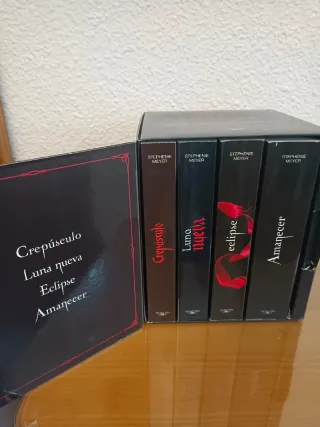 Crepúsculo
Luna nueva
Eclipse
Amanecer
STEPHENIE
MEYER
Crepúsculo
STEPHENIE
MEYER
Luna
nueva
STEPHENIE
MEYER
eclipse
STEPHENIE
MEYER
Amanecer